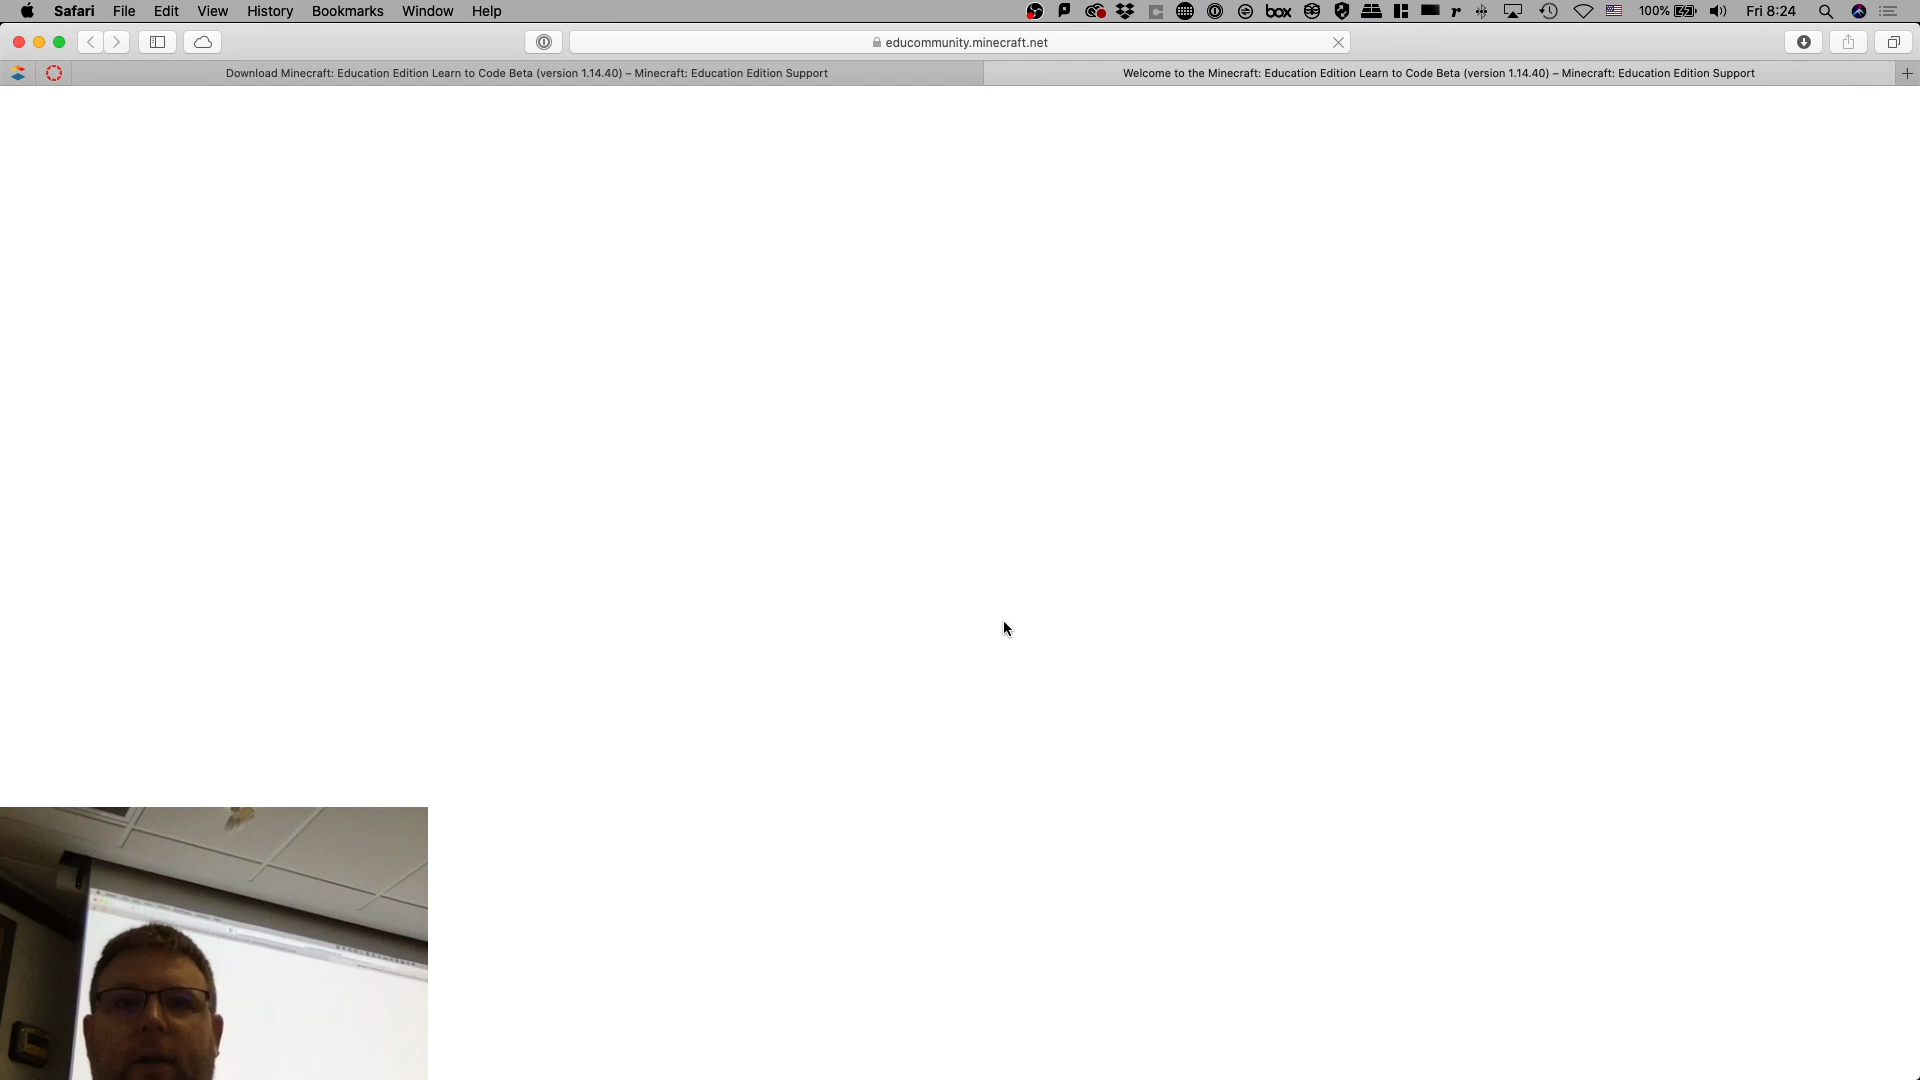 Safari File Edit View History Bookmarks Window Help box r 100% Fri 8:24
educommunity.minecraft.net
Download Minecraft: Education Edition Learn to Code Beta (version 1.14.40) – Minecraft: Education Edition Support
Welcome to the Minecraft: Education Edition Learn to Code Beta (version 1.14.40) – Minecraft: Education Edition Support